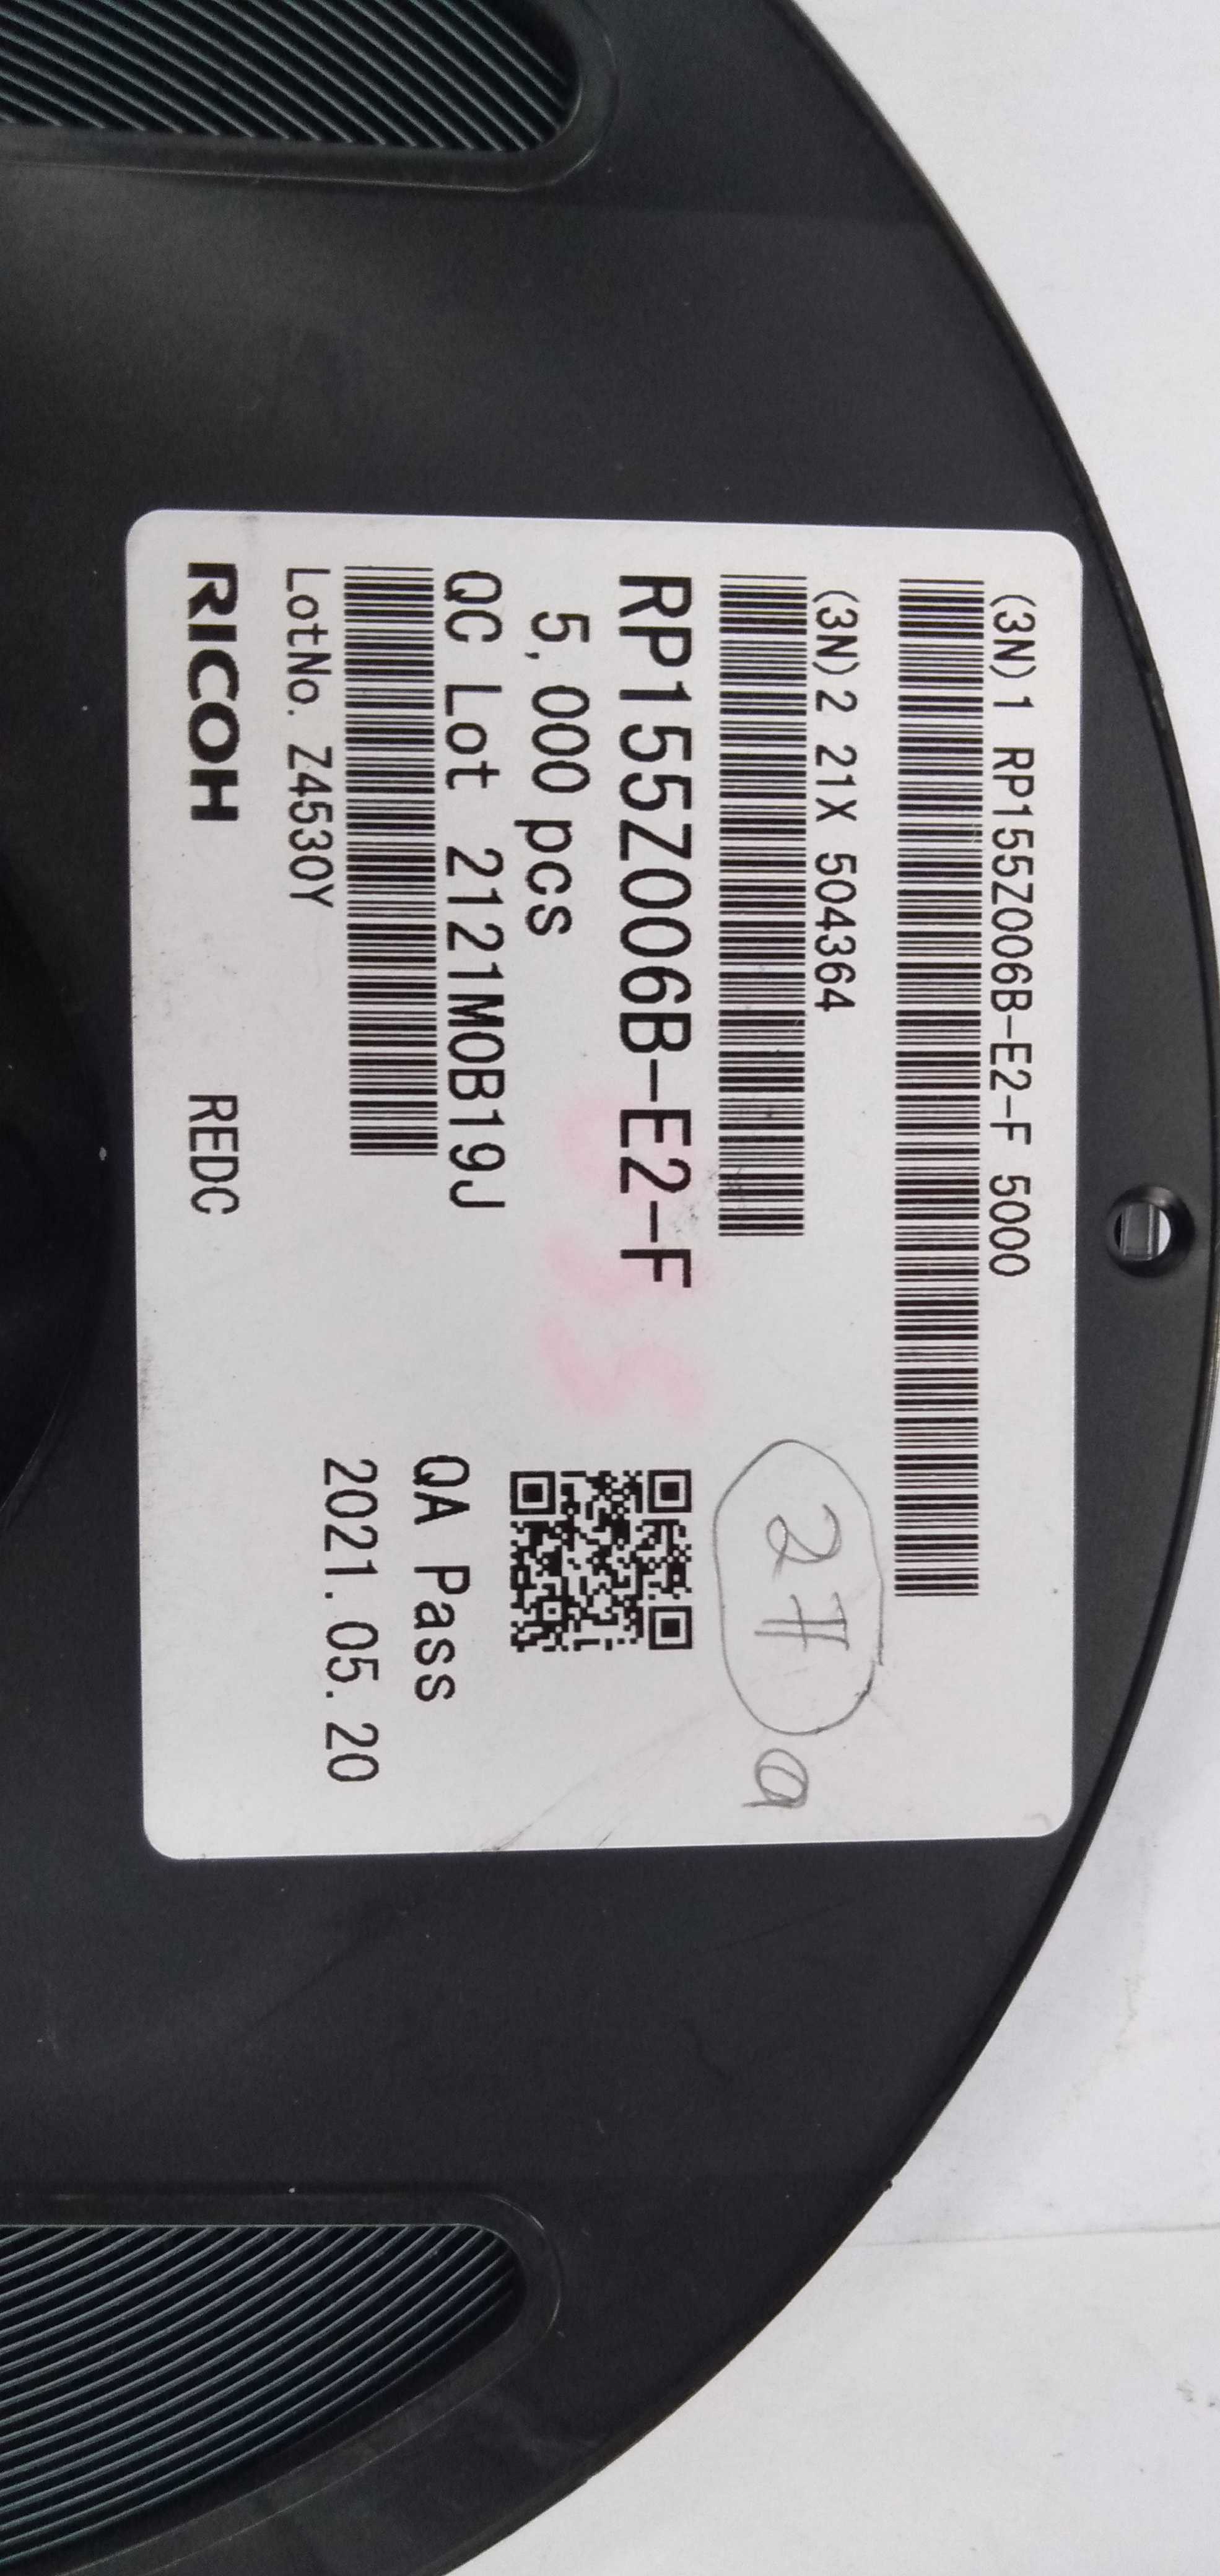 (3N)1 RP155Z006B-E2-F 5000
(3N)2 21X 504364
2#
a
RP155Z006B-E2-F
5,000 pcs
QC Lot 2121M0B19J
QA Pass
LotNo. Z4530Y
2021.05.20
RICOH REDC